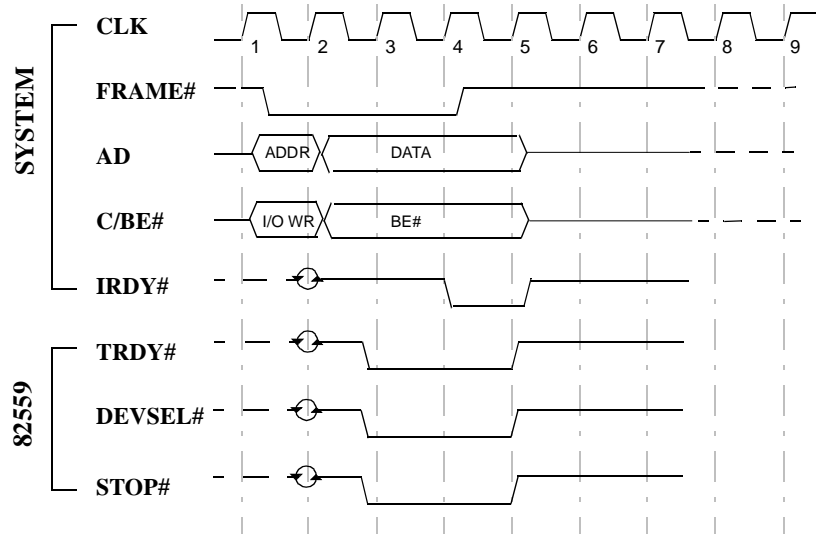 CLK
1 2 3 4 5 6 7 8 9
SYSTEM
FRAME#
AD
ADDR DATA
C/BE#
I/O WR BE#
IRDY#
82559
TRDY#
DEVSEL#
STOP#